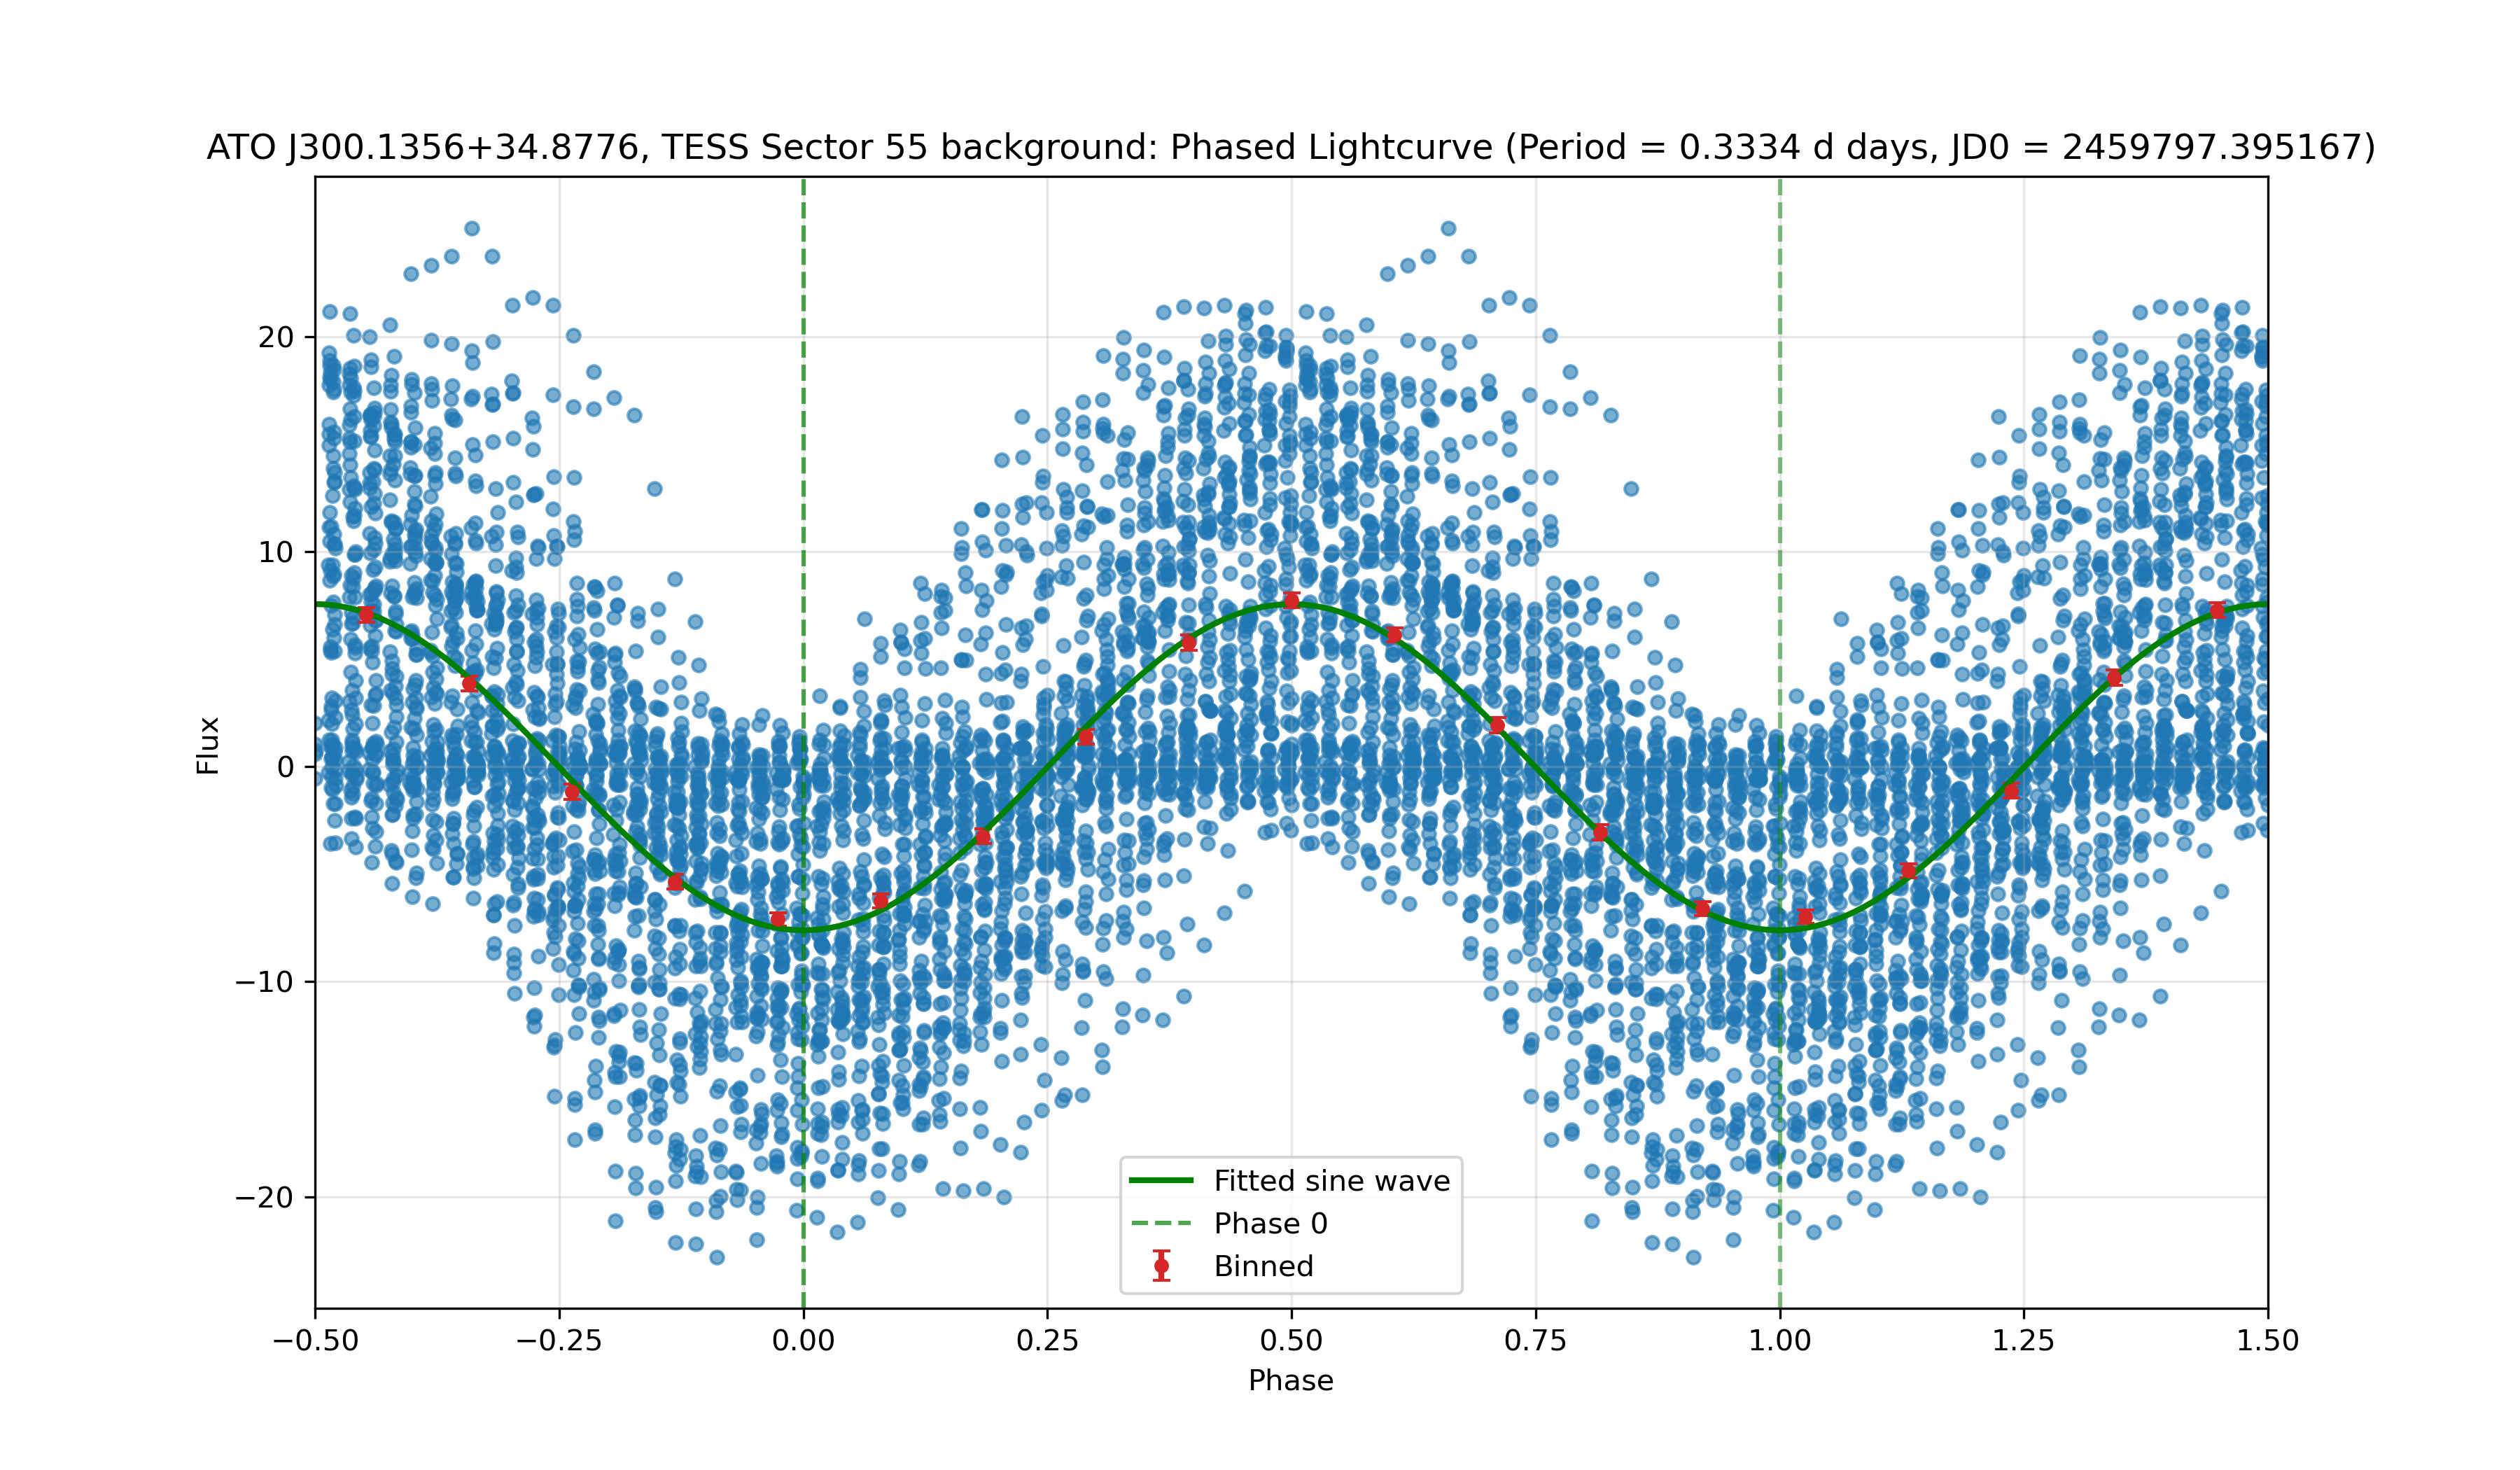 ATO J300.1356+34.8776, TESS Sector 55 background: Phased Lightcurve (Period = 0.3334 d days, JD0 = 2459797.395167)
Flux
20
10
0
−10
−20
Fitted sine wave
Phase 0
Binned
−0.50 −0.25 0.00 0.25 0.50 0.75 1.00 1.25 1.50
Phase